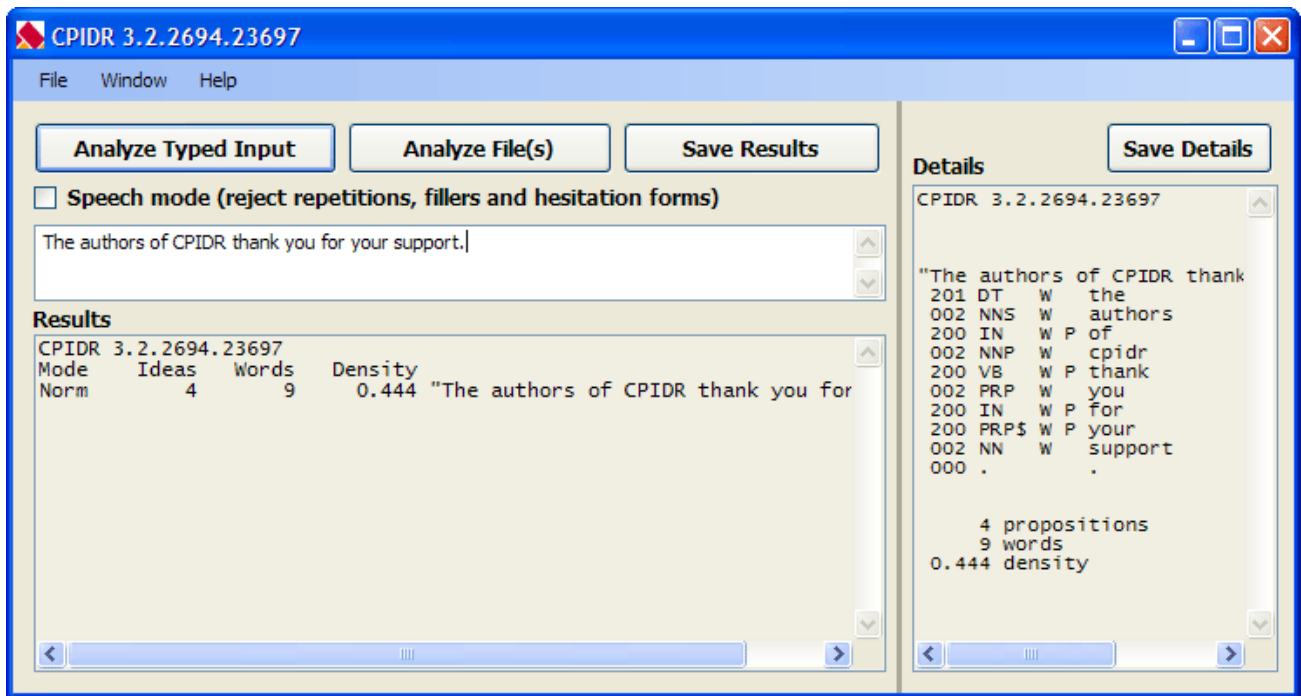 CPIDR 3.2.2694.23697
File Window Help
Analyze Typed Input Analyze File(s) Save Results
Speech mode (reject repetitions, fillers and hesitation forms)
The authors of CPIDR thank you for your support.
Results
CPIDR 3.2.2694.23697
Mode Ideas Words Density
Norm 4 9 0.444 "The authors of CPIDR thank you for
Save Details
Details
CPIDR 3.2.2694.23697
"The authors of CPIDR thank
201 DT W the
002 NNS W authors
200 IN W P of
002 NNP W cpidr
200 VB W P thank
002 PRP W you
200 IN W P for
200 PRP$ W P your
002 NN W support
000 . .
4 propositions
9 words
0.444 density